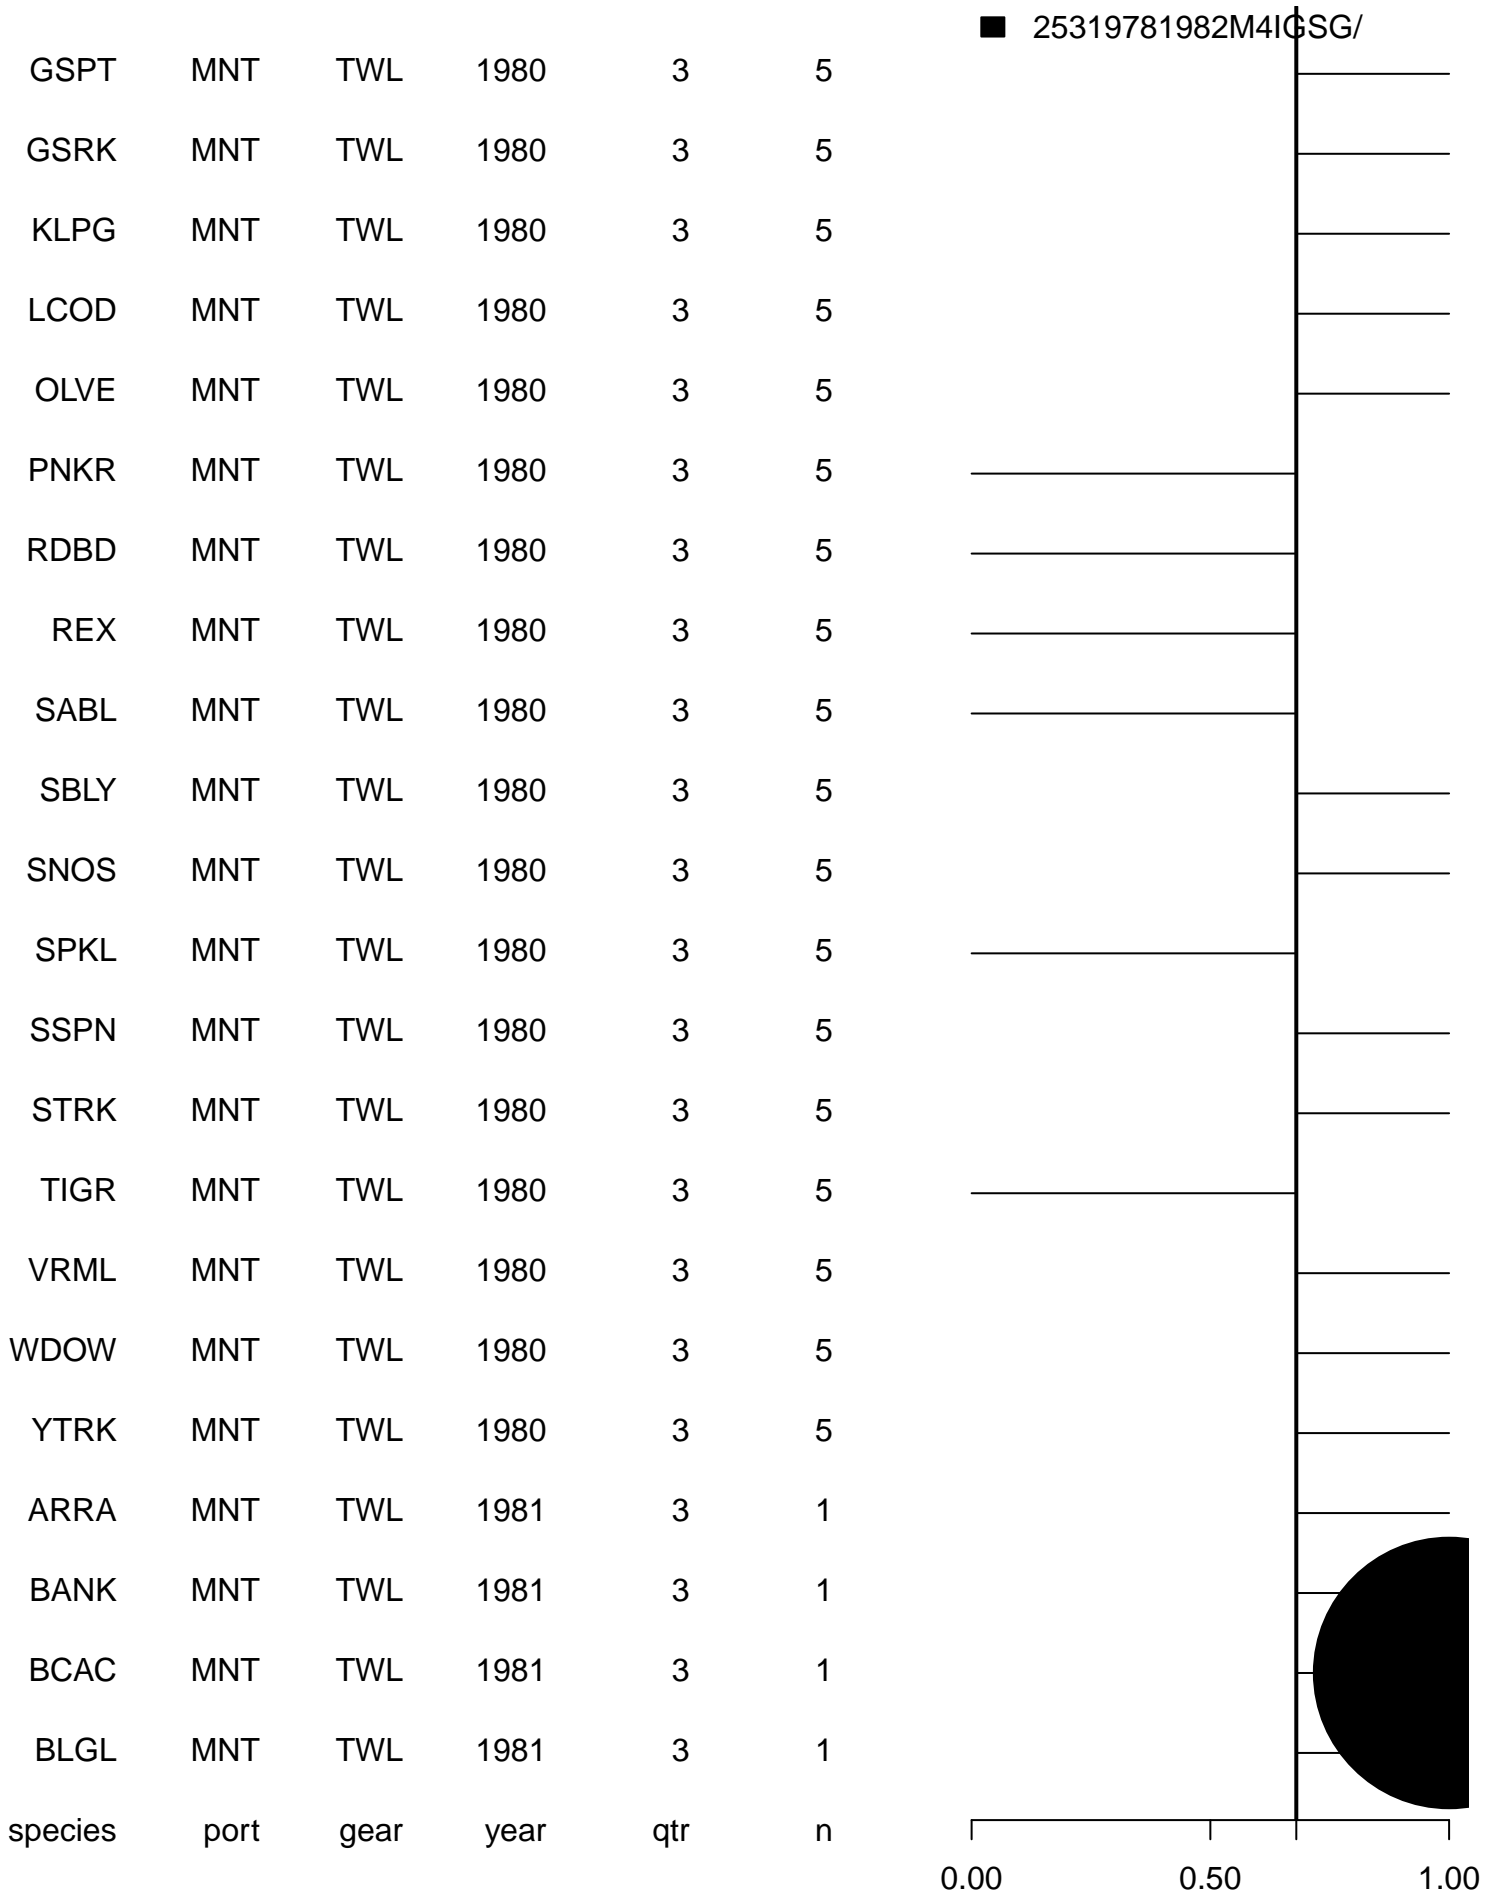 25319781982M4IGSG/
GSPT MNT TWL 1980 3 5
GSRK MNT TWL 1980 3 5
KLPG MNT TWL 1980 3 5
LCOD MNT TWL 1980 3 5
OLVE MNT TWL 1980 3 5
PNKR MNT TWL 1980 3 5
RDBD MNT TWL 1980 3 5
REX MNT TWL 1980 3 5
SABL MNT TWL 1980 3 5
SBLY MNT TWL 1980 3 5
SNOS MNT TWL 1980 3 5
SPKL MNT TWL 1980 3 5
SSPN MNT TWL 1980 3 5
STRK MNT TWL 1980 3 5
TIGR MNT TWL 1980 3 5
VRML MNT TWL 1980 3 5
WDOW MNT TWL 1980 3 5
YTRK MNT TWL 1980 3 5
ARRA MNT TWL 1981 3 1
BANK MNT TWL 1981 3 1
BCAC MNT TWL 1981 3 1
BLGL MNT TWL 1981 3 1
species port gear year qtr n
0.00 0.50 1.00